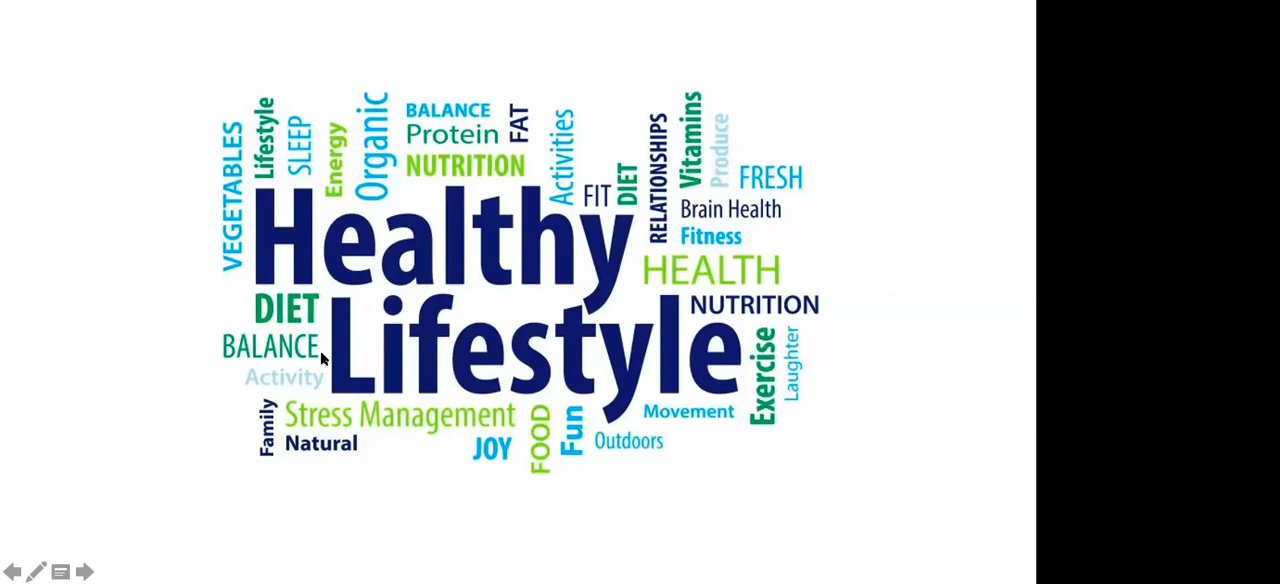 VEGETABLES
Lifestyle
SLEEP
Energy
Organic
BALANCE
Protein
NUTRITION
FAT
Activities
FIT
DIET
RELATIONSHIPS
Vitamins
Produce
FRESH
Brain Health
Fitness
HEALTH
Healthy
Lifestyle
NUTRITION
DIET
BALANCE
Activity
Exercise
Laughter
Family
Stress Management
Natural
JOY
FOOD
Fun
Movement
Outdoors